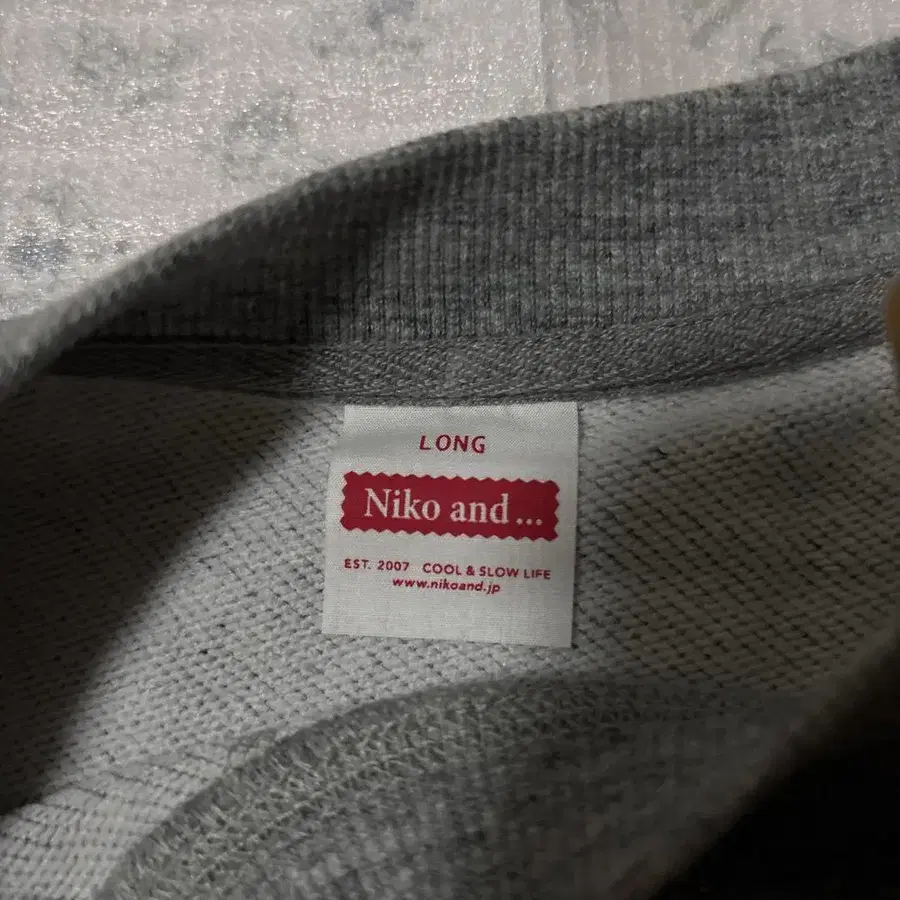 LONG
Niko and...
EST. 2007 COOL & SLOW LIFE
www.nikoand.jp